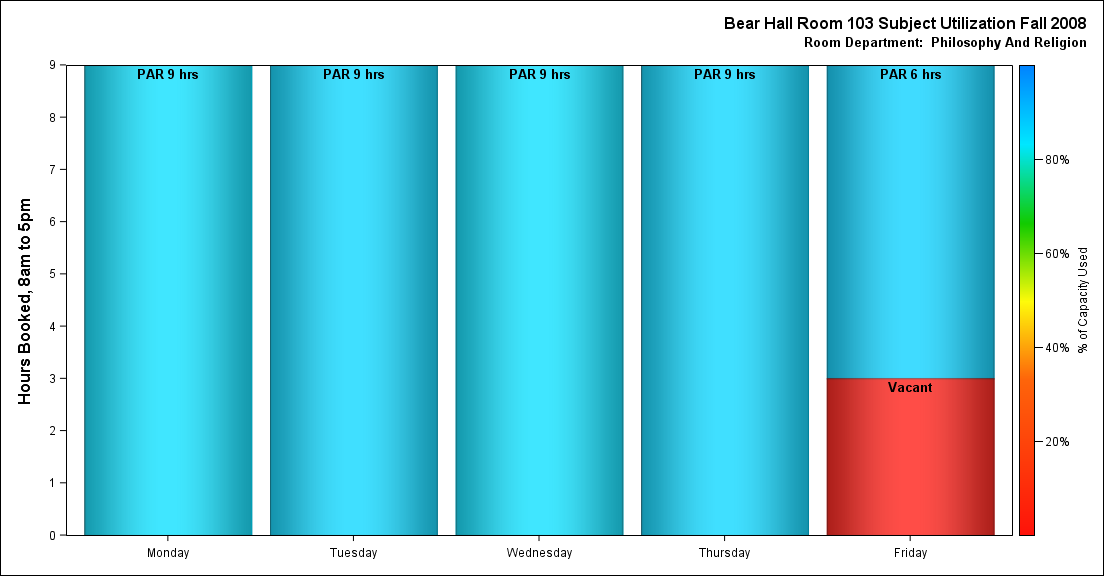 Bear Hall Room 103 Subject Utilization Fall 2008
Room Department:  Philosophy And Religion
Hours Booked, 8am to 5pm
9
8
7
6
5
4
3
2
1
0
PAR 9 hrs
PAR 9 hrs
PAR 9 hrs
PAR 9 hrs
PAR 6 hrs
Vacant
Monday
Tuesday
Wednesday
Thursday
Friday
80%
60%
40%
20%
% of Capacity Used